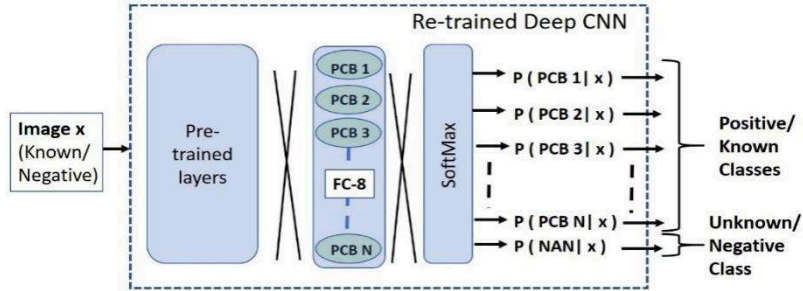 Re-trained Deep CNN
Image x
(Known/
Negative)
Pre-
trained
layers
PCB 1
PCB 2
PCB 3
FC-8
PCB N
SoftMax
P ( PCB 1| x )
P ( PCB 2| x )
P ( PCB 3| x )
P ( PCB N| x )
P ( NAN| x )
Positive/
Known
Classes
Unknown/
Negative
Class